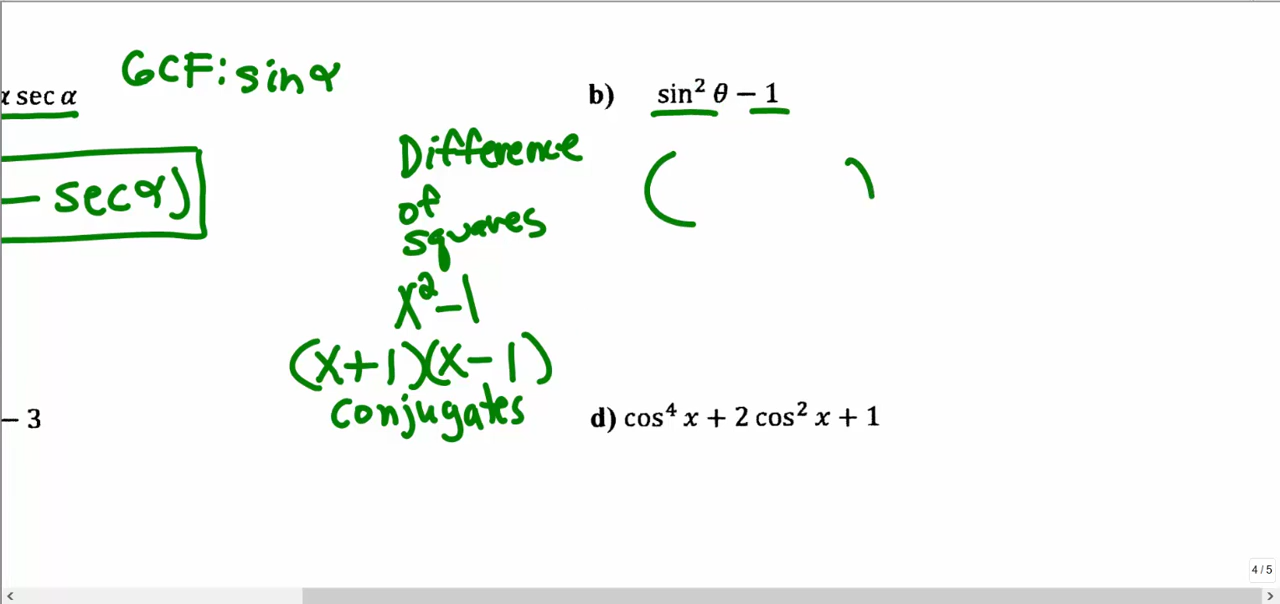 GCF: sin α
α sec α
b) sin² θ − 1
Difference
of
squares
( )
− sec α)
x² − 1
(x+1)(x−1)
conjugates
− 3
d) cos⁴ x + 2 cos² x + 1
4 / 5